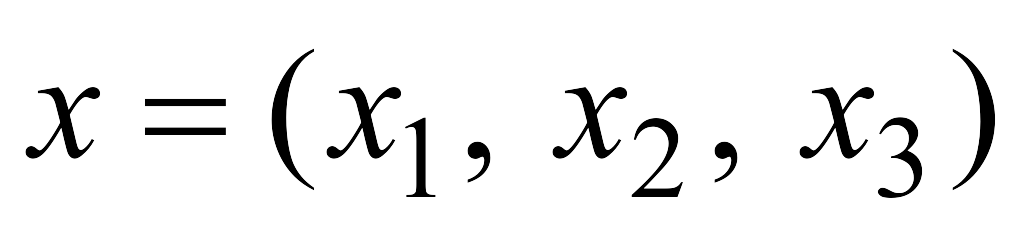 x = (x₁, x₂, x₃)